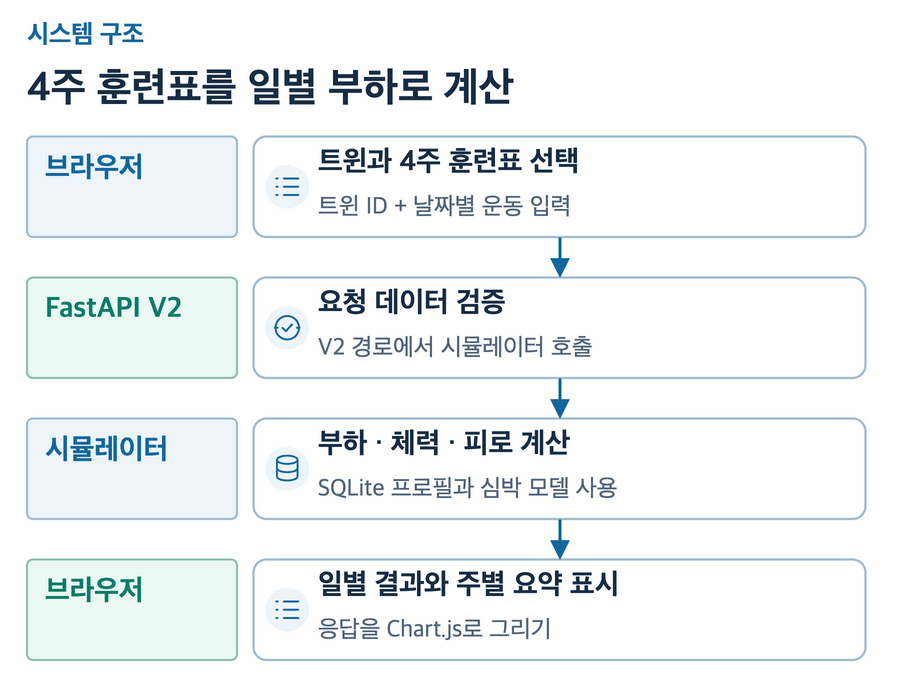 시스템 구조
4주 훈련표를 일별 부하로 계산
브라우저
트윈과 4주 훈련표 선택
트윈 ID + 날짜별 운동 입력
FastAPI V2
요청 데이터 검증
V2 경로에서 시뮬레이터 호출
시뮬레이터
부하 · 체력 · 피로 계산
SQLite 프로필과 심박 모델 사용
브라우저
일별 결과와 주별 요약 표시
응답을 Chart.js로 그리기